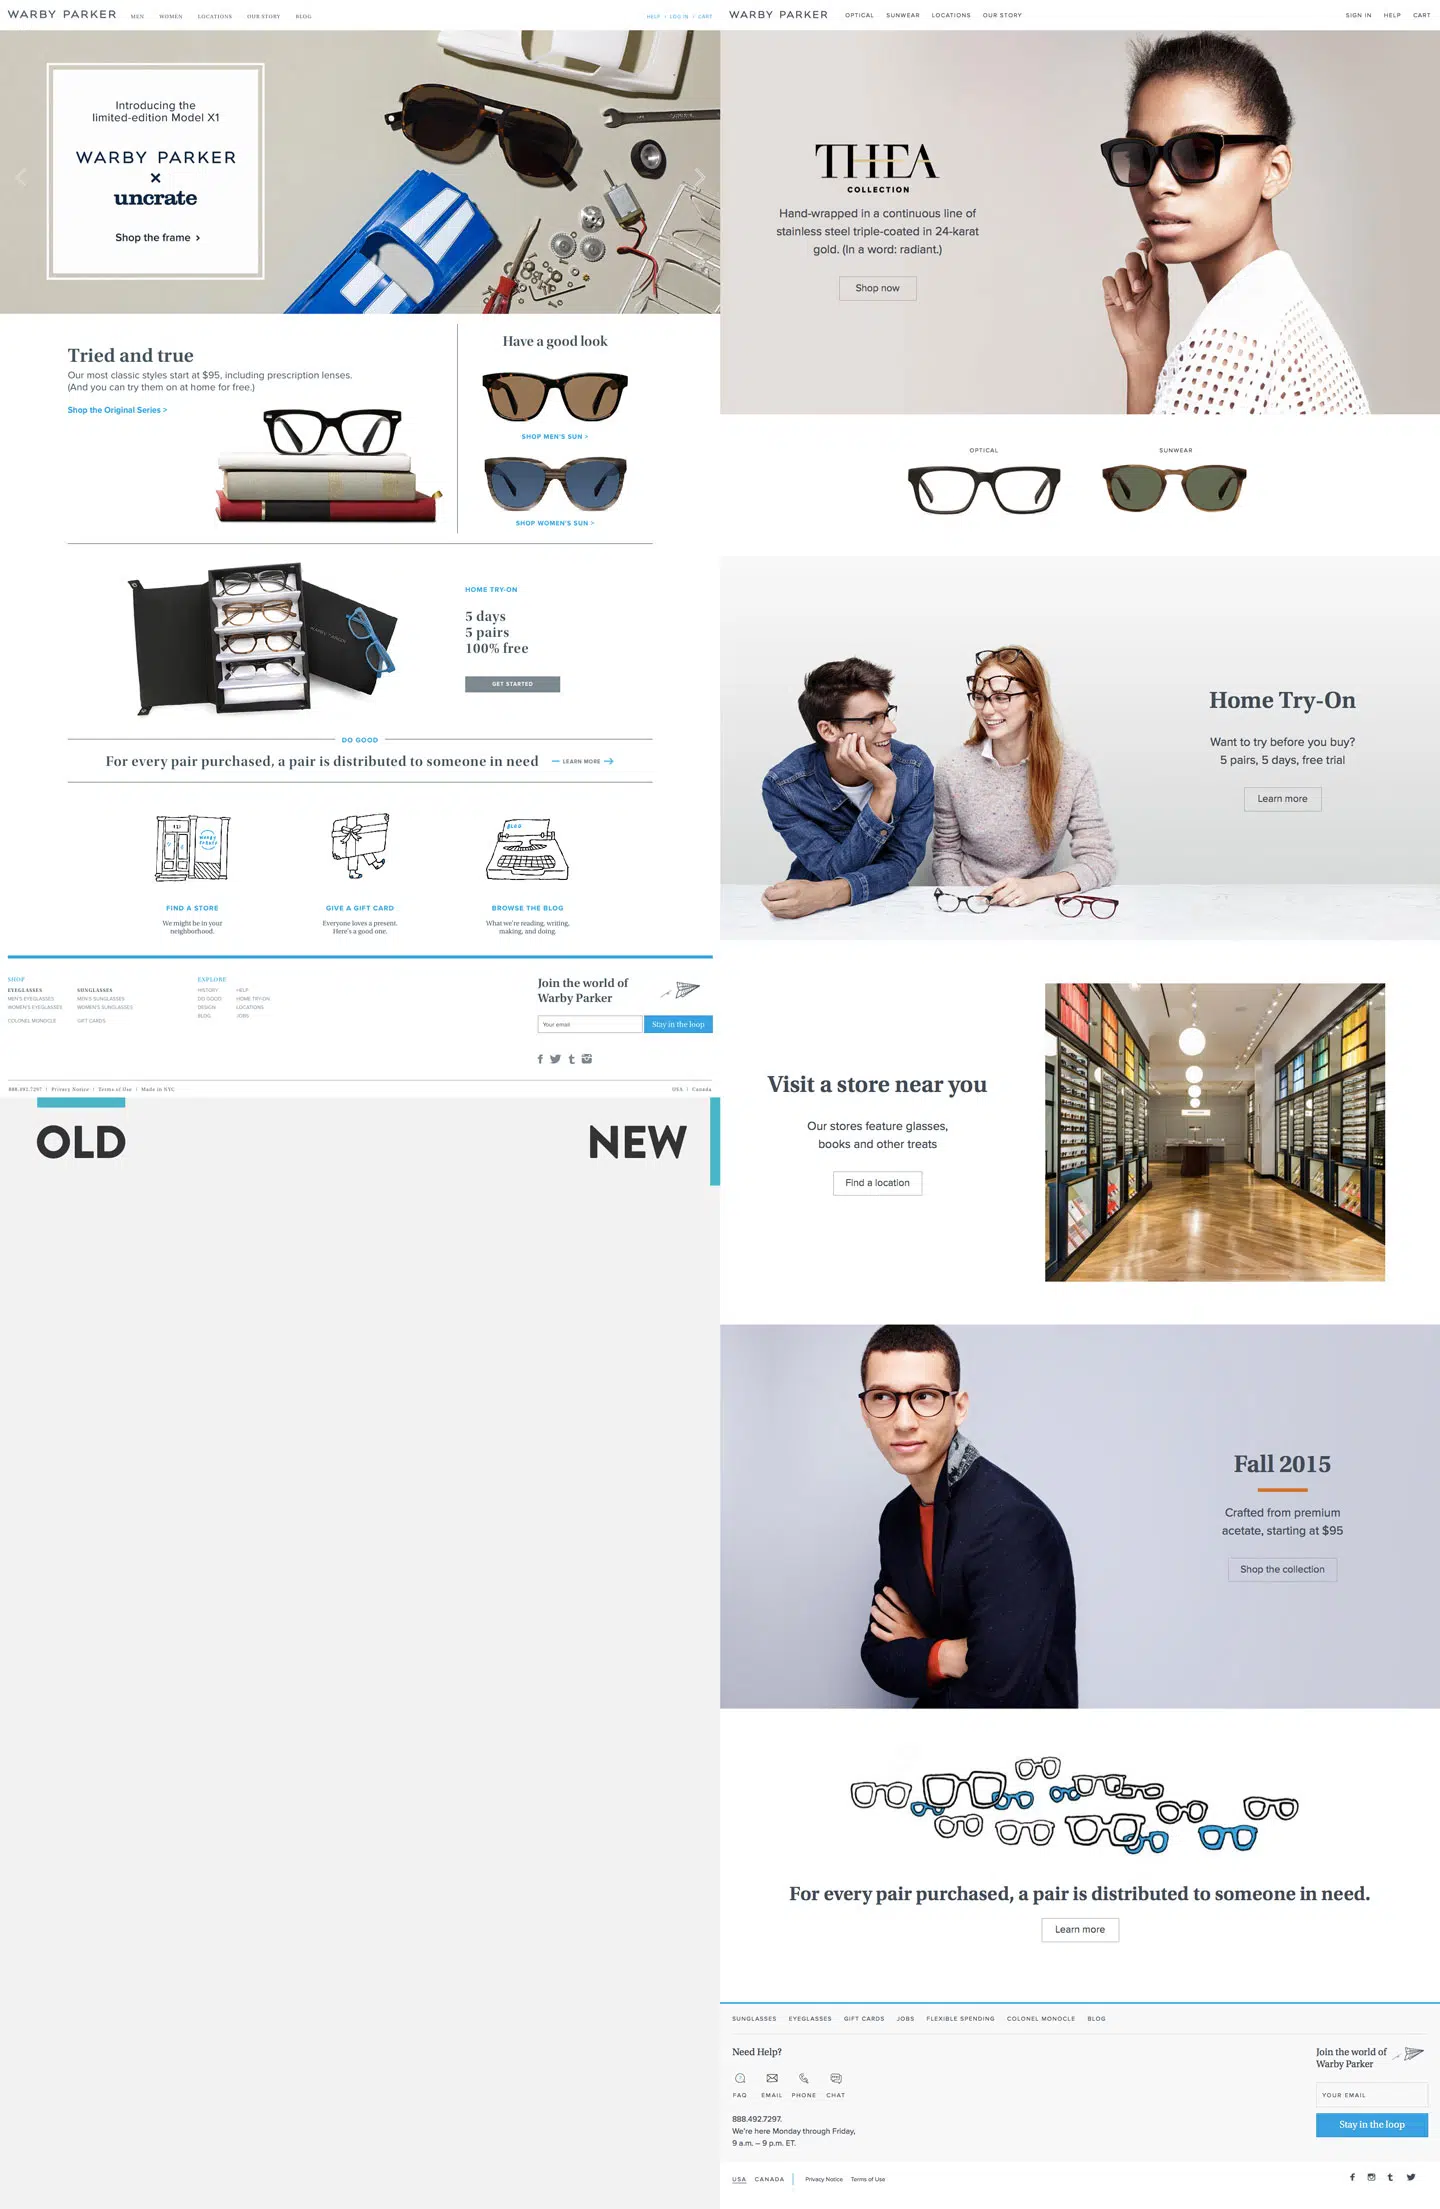 WARBY PARKER
MEN WOMEN LOCATIONS OUR STORY BLOG
HELP / LOG IN / CART
Introducing the
limited-edition Model X1
WARBY PARKER
×
uncrate
Shop the frame >
Tried and true
Our most classic styles start at $95, including prescription lenses.
(And you can try them on at home for free.)
Shop the Original Series >
Have a good look
SHOP MEN'S SUN >
SHOP WOMEN'S SUN >
WARBY PARKER
HOME TRY-ON
5 days
5 pairs
100% free
GET STARTED
DO GOOD
For every pair purchased, a pair is distributed to someone in need
LEARN MORE
WARBY
PARKER
BLOG
FIND A STORE
We might be in your
neighborhood.
GIVE A GIFT CARD
Everyone loves a present.
Here's a good one.
BROWSE THE BLOG
What we're reading, writing,
making, and doing.
SHOP
EYEGLASSES
MEN'S EYEGLASSES
WOMEN'S EYEGLASSES
COLONEL MONOCLE
SUNGLASSES
MEN'S SUNGLASSES
WOMEN'S SUNGLASSES
GIFT CARDS
EXPLORE
HISTORY
DO GOOD
DESIGN
BLOG
HELP
HOME TRY-ON
LOCATIONS
JOBS
Join the world of
Warby Parker
Your email
Stay in the loop
888.492.7297 | Privacy Notice | Terms of Use | Made in NYC
USA | Canada
OLD
NEW
WARBY PARKER
OPTICAL SUNWEAR LOCATIONS OUR STORY
SIGN IN HELP CART
THEA
COLLECTION
Hand-wrapped in a continuous line of
stainless steel triple-coated in 24-karat
gold. (In a word: radiant.)
Shop now
OPTICAL
SUNWEAR
Home Try-On
Want to try before you buy?
5 pairs, 5 days, free trial
Learn more
Visit a store near you
Our stores feature glasses,
books and other treats
Find a location
Fall 2015
Crafted from premium
acetate, starting at $95
Shop the collection
For every pair purchased, a pair is distributed to someone in need.
Learn more
SUNGLASSES EYEGLASSES GIFT CARDS JOBS FLEXIBLE SPENDING COLONEL MONOCLE BLOG
Need Help?
FAQ EMAIL PHONE CHAT
888.492.7297.
We're here Monday through Friday,
9 a.m. – 9 p.m. ET.
Join the world of
Warby Parker
YOUR EMAIL
Stay in the loop
USA CANADA | Privacy Notice Terms of Use